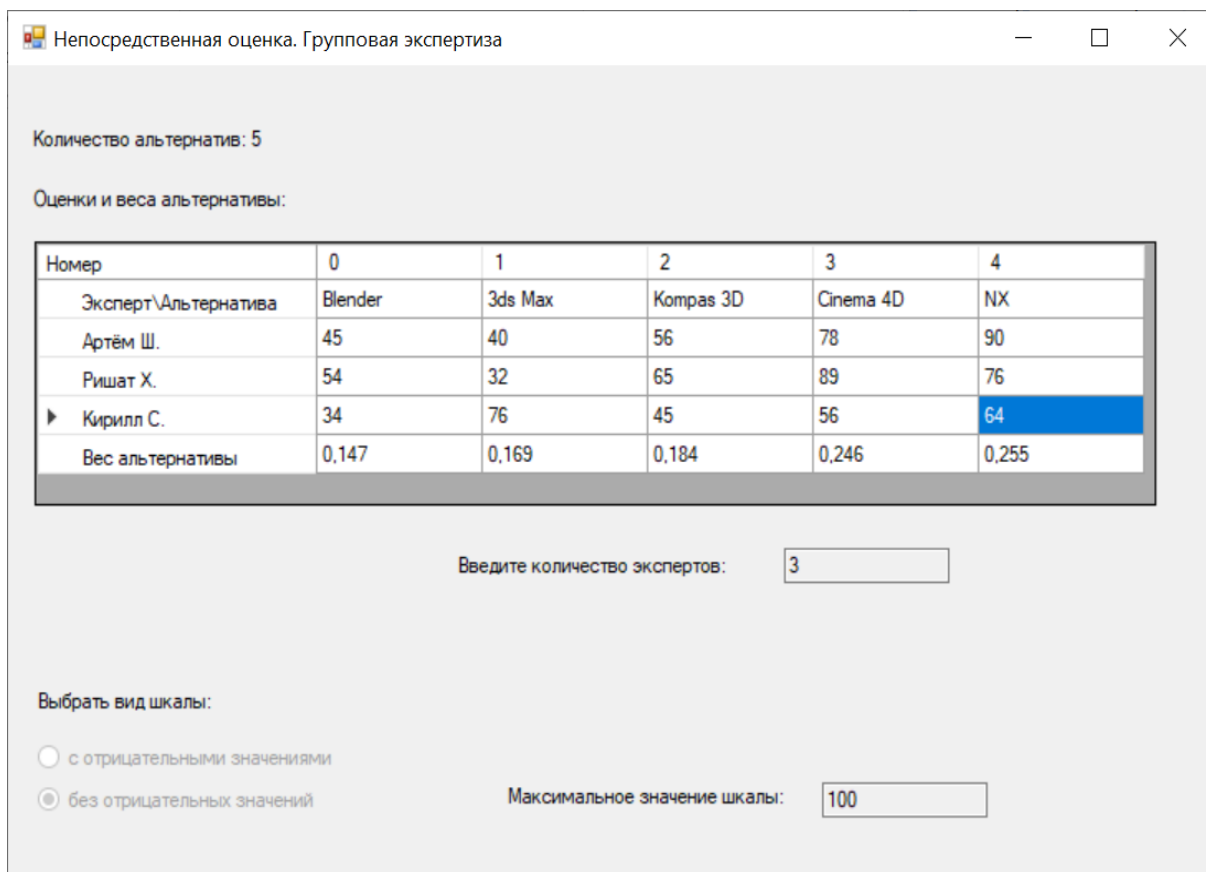 Непосредственная оценка. Групповая экспертиза
Количество альтернатив: 5
Оценки и веса альтернативы:
Номер 0 1 2 3 4
Эксперт\Альтернатива Blender 3ds Max Kompas 3D Cinema 4D NX
Артём Ш. 45 40 56 78 90
Ришат Х. 54 32 65 89 76
Кирилл С. 34 76 45 56 64
Вес альтернативы 0,147 0,169 0,184 0,246 0,255
Введите количество экспертов: 3
Выбрать вид шкалы:
с отрицательными значениями
без отрицательных значений Максимальное значение шкалы: 100